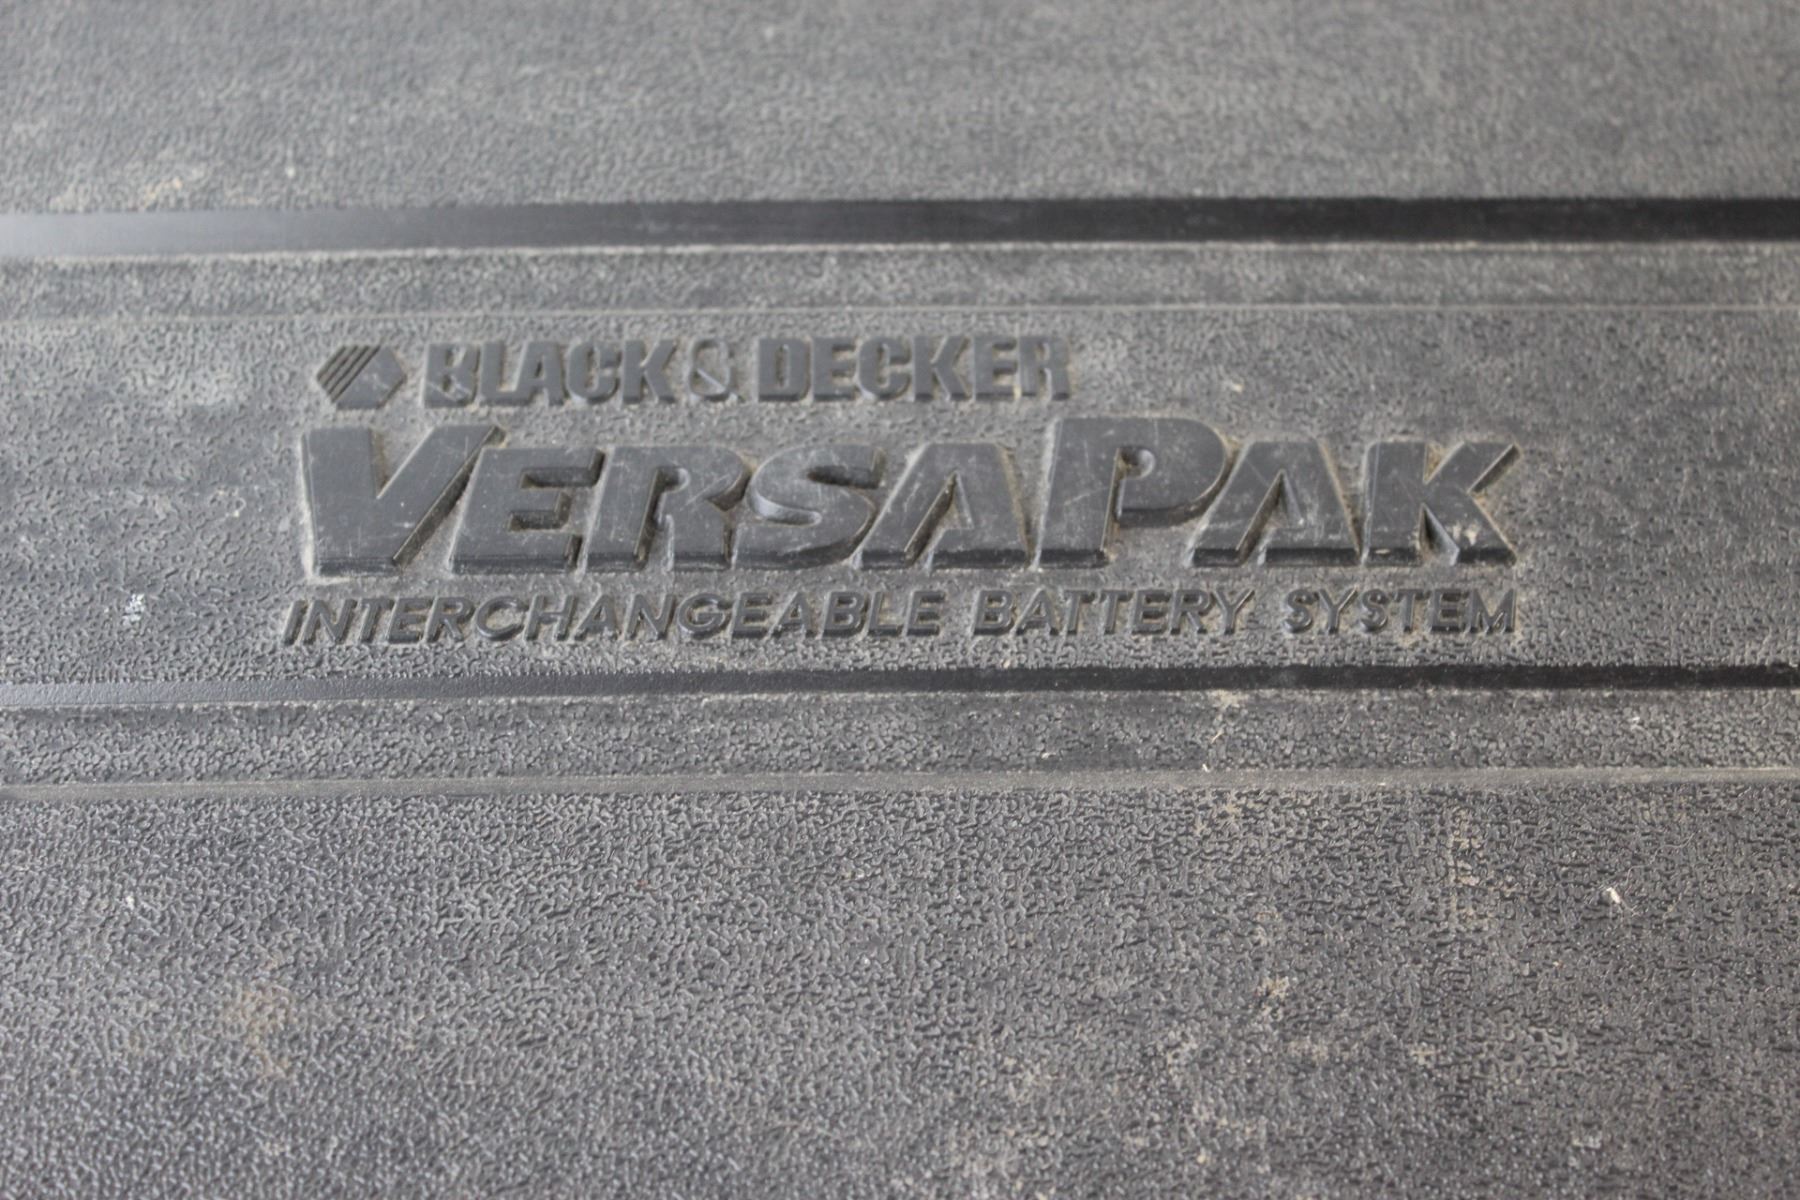 BLACK & DECKER
VERSAPAK
INTERCHANGEABLE BATTERY SYSTEM